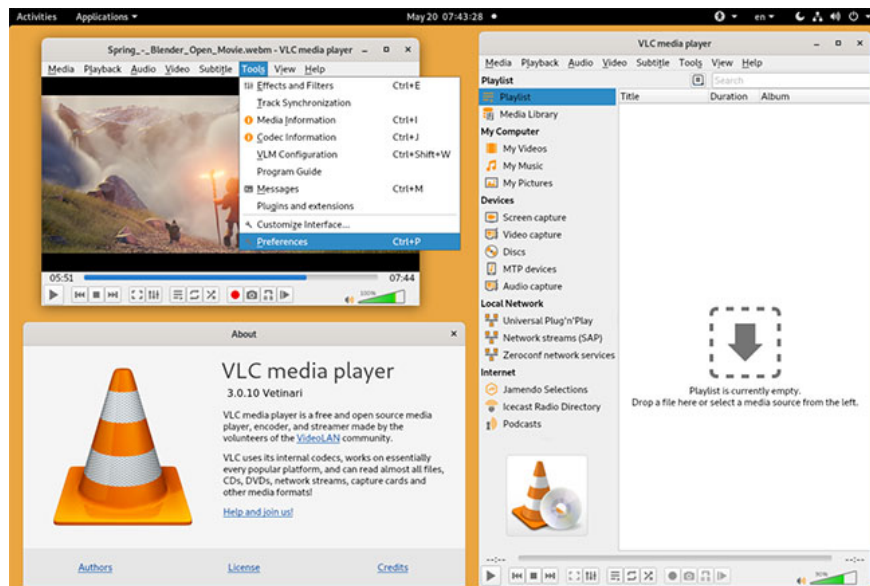 Activities Applications May 20 07:43:28 en
Spring_-_Blender_Open_Movie.webm - VLC media player
Media Playback Audio Video Subtitle Tools View Help
Effects and Filters Ctrl+E
Track Synchronization
Media Information Ctrl+I
Codec Information Ctrl+J
VLM Configuration Ctrl+Shift+W
Program Guide
Messages Ctrl+M
Plugins and extensions
Customize Interface...
Preferences Ctrl+P
05:51 07:44
100%
About
VLC media player
3.0.10 Vetinari
VLC media player is a free and open source media
player, encoder, and streamer made by the
volunteers of the VideoLAN community.
VLC uses its internal codecs, works on essentially
every popular platform, and can read almost all files,
CDs, DVDs, network streams, capture cards and
other media formats!
Help and join us!
Authors License Credits
VLC media player
Media Playback Audio Video Subtitle Tools View Help
Playlist Search
Playlist Title Duration Album
Media Library
My Computer
My Videos
My Music
My Pictures
Devices
Screen capture
Video capture
Discs
MTP devices
Audio capture
Local Network
Universal Plug'n'Play
Network streams (SAP)
Zeroconf network services
Internet
Jamendo Selections
Icecast Radio Directory
Podcasts
Playlist is currently empty.
Drop a file here or select a media source from the left.
--:-- --:--
90%